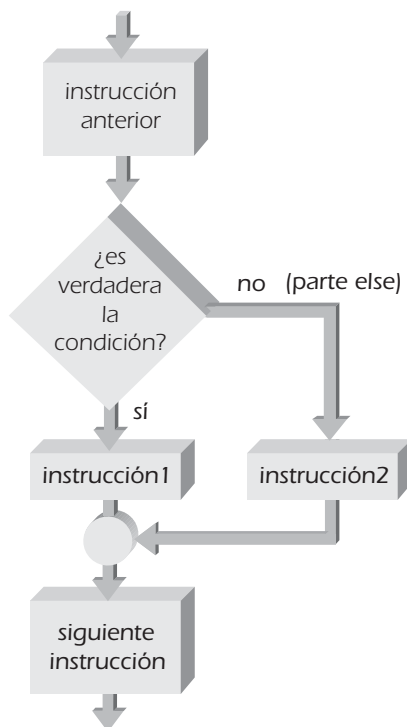 instrucción
anterior
¿es
verdadera
la
condición?
no (parte else)
sí
instrucción1
instrucción2
siguiente
instrucción